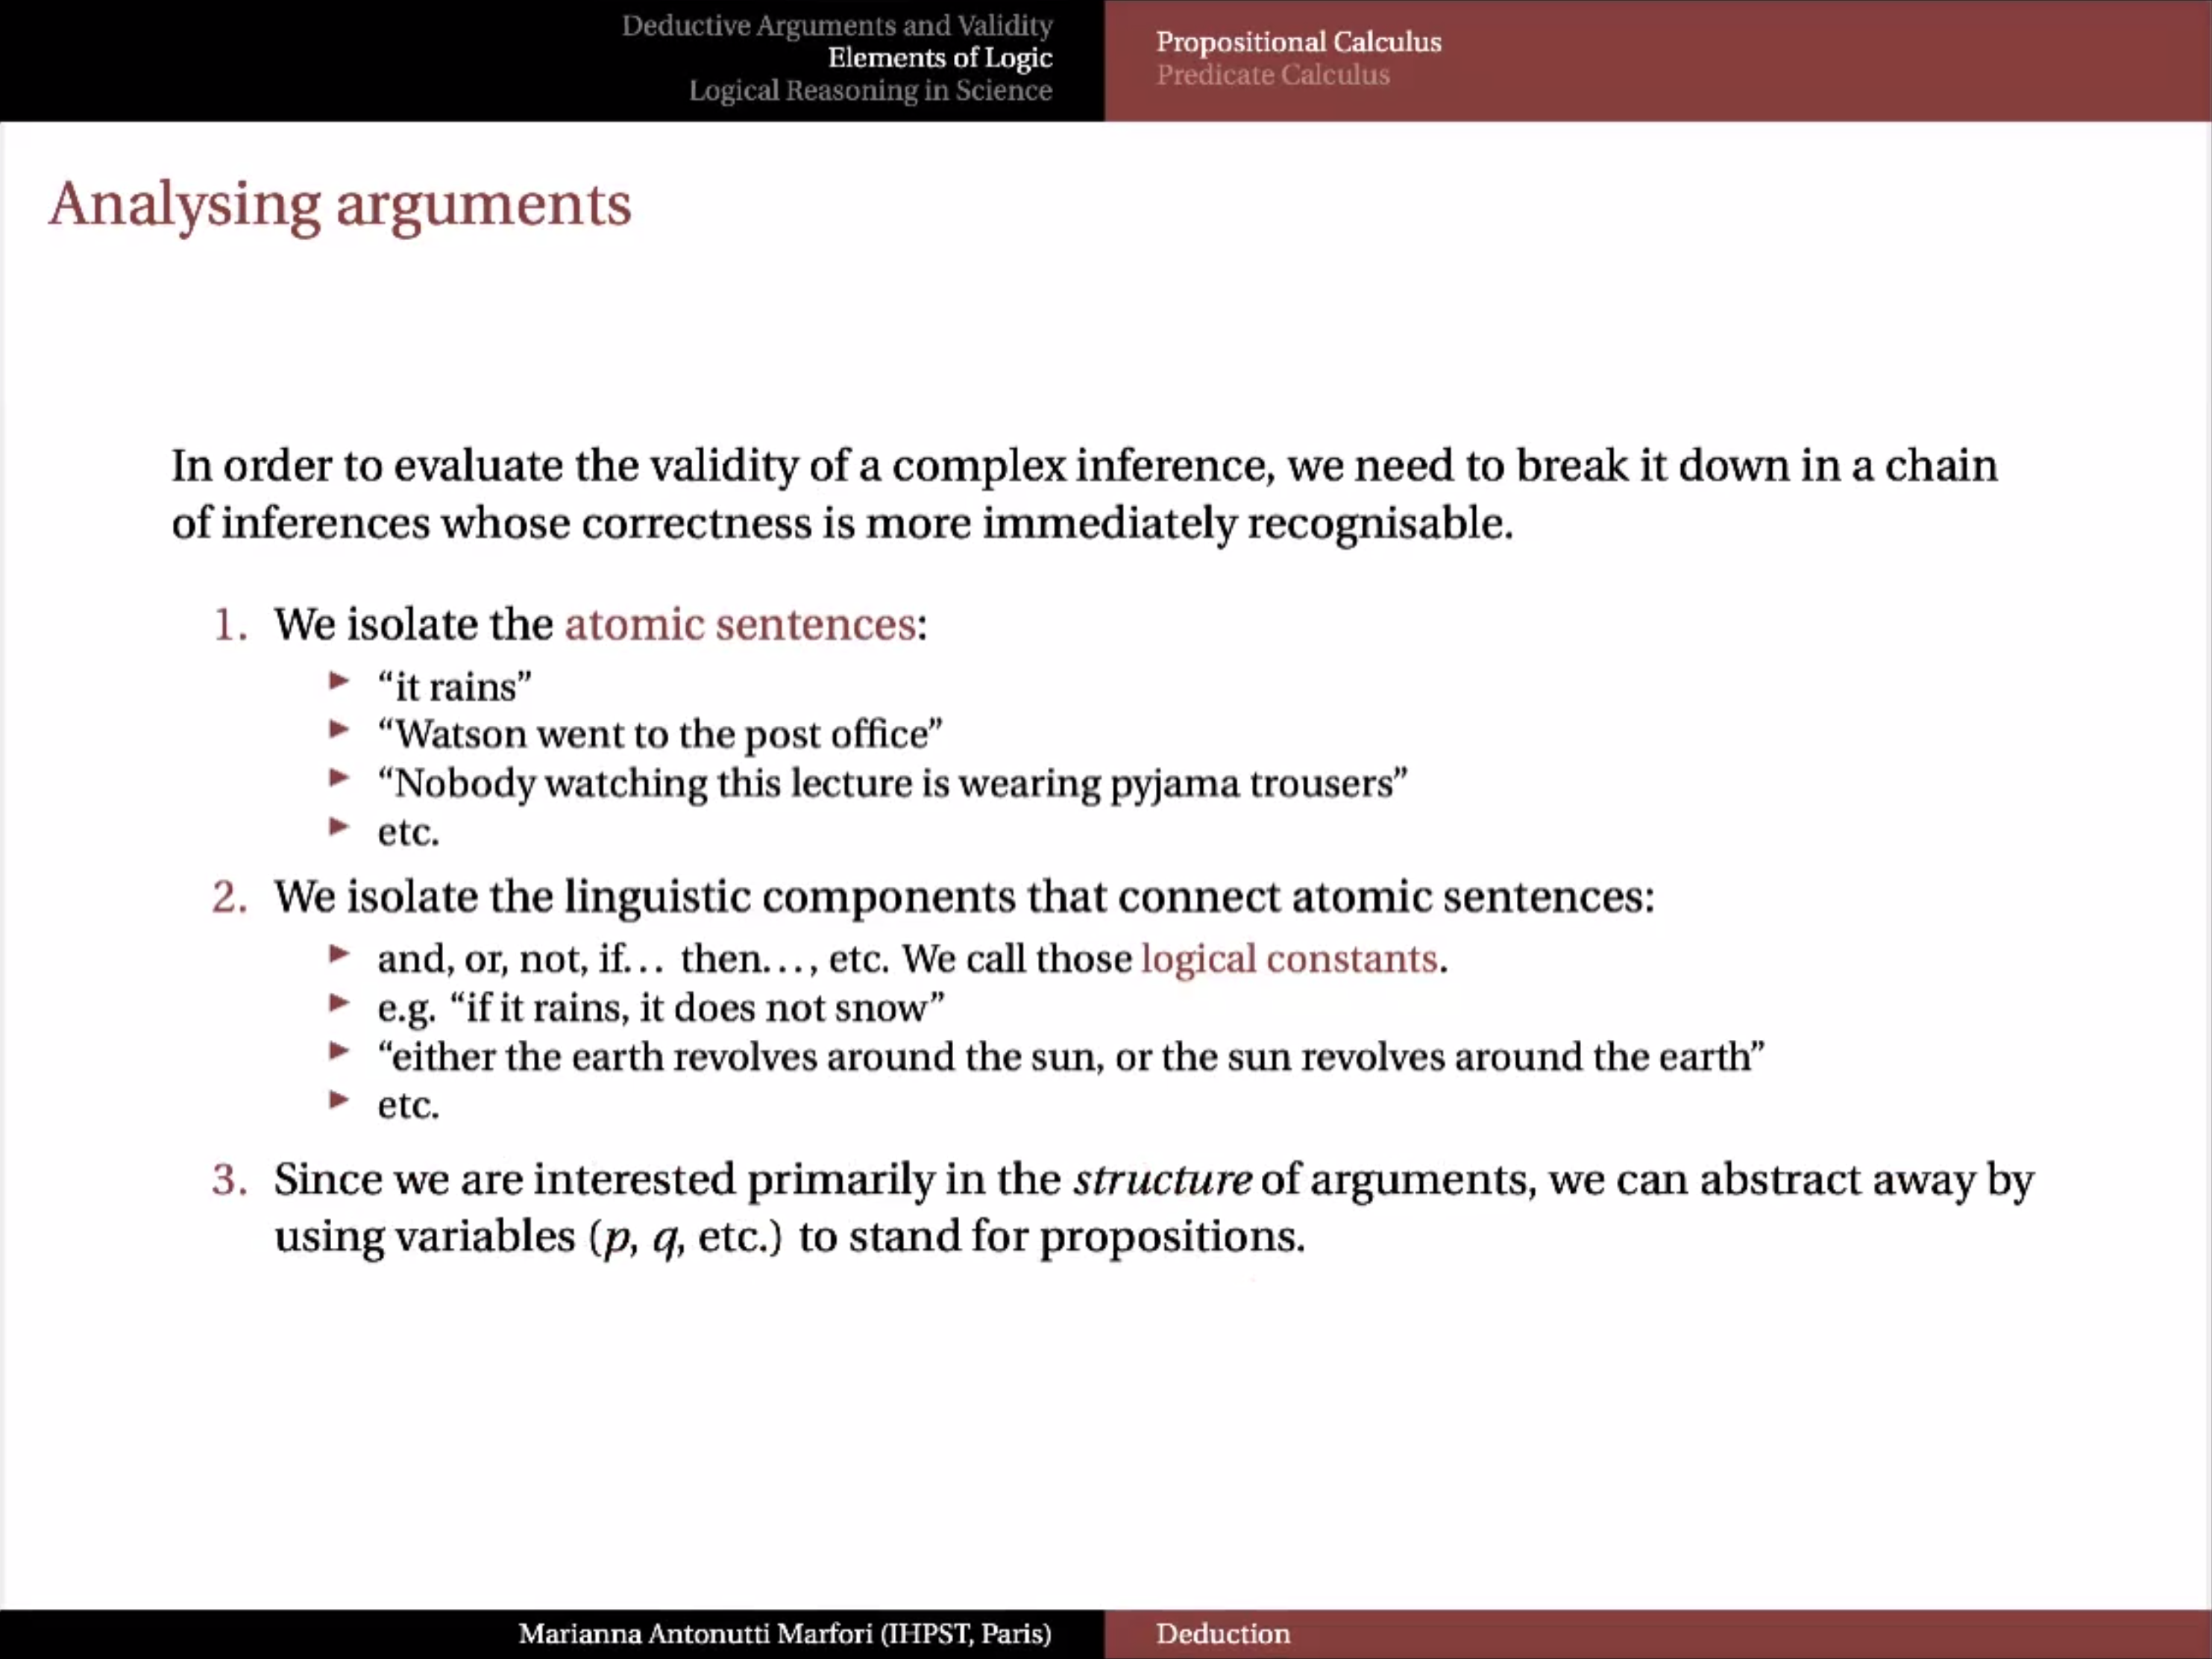 Deductive Arguments and Validity
Elements of Logic
Logical Reasoning in Science
Propositional Calculus
Predicate Calculus
Analysing arguments
In order to evaluate the validity of a complex inference, we need to break it down in a chain
of inferences whose correctness is more immediately recognisable.
1. We isolate the atomic sentences:
► “it rains”
► “Watson went to the post office”
► “Nobody watching this lecture is wearing pyjama trousers”
► etc.
2. We isolate the linguistic components that connect atomic sentences:
► and, or, not, if… then…, etc. We call those logical constants.
► e.g. “if it rains, it does not snow”
► “either the earth revolves around the sun, or the sun revolves around the earth”
► etc.
3. Since we are interested primarily in the structure of arguments, we can abstract away by
using variables (p, q, etc.) to stand for propositions.
Marianna Antonutti Marfori (IHPST, Paris)
Deduction